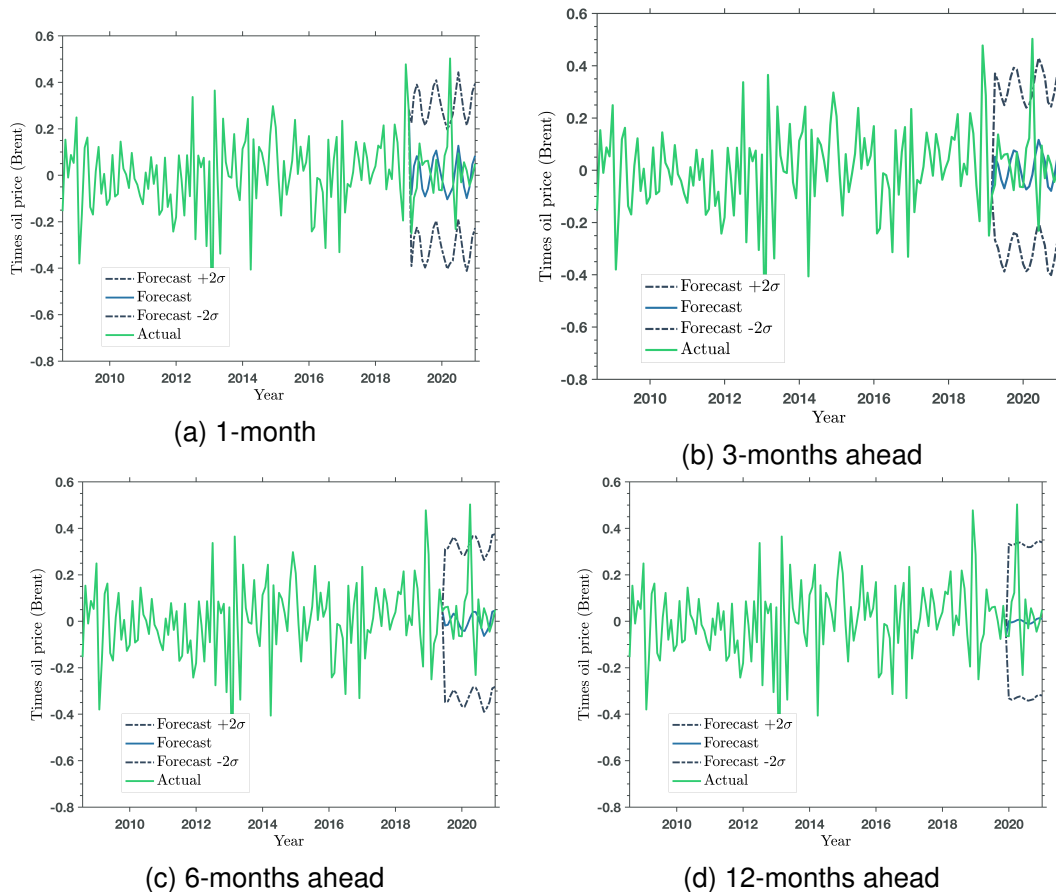 0.6
0.4
0.2
0
-0.2
-0.4
-0.6
-0.8
Times oil price (Brent)
Forecast +2σ
Forecast
Forecast -2σ
Actual
2010 2012 2014 2016 2018 2020
Year
(a) 1-month
0.6
0.4
0.2
0
-0.2
-0.4
-0.6
-0.8
Times oil price (Brent)
Forecast +2σ
Forecast
Forecast -2σ
Actual
2010 2012 2014 2016 2018 2020
Year
(b) 3-months ahead
0.6
0.4
0.2
0
-0.2
-0.4
-0.6
-0.8
Times oil price (Brent)
Forecast +2σ
Forecast
Forecast -2σ
Actual
2010 2012 2014 2016 2018 2020
Year
(c) 6-months ahead
0.6
0.4
0.2
0
-0.2
-0.4
-0.6
-0.8
Times oil price (Brent)
Forecast +2σ
Forecast
Forecast -2σ
Actual
2010 2012 2014 2016 2018 2020
Year
(d) 12-months ahead